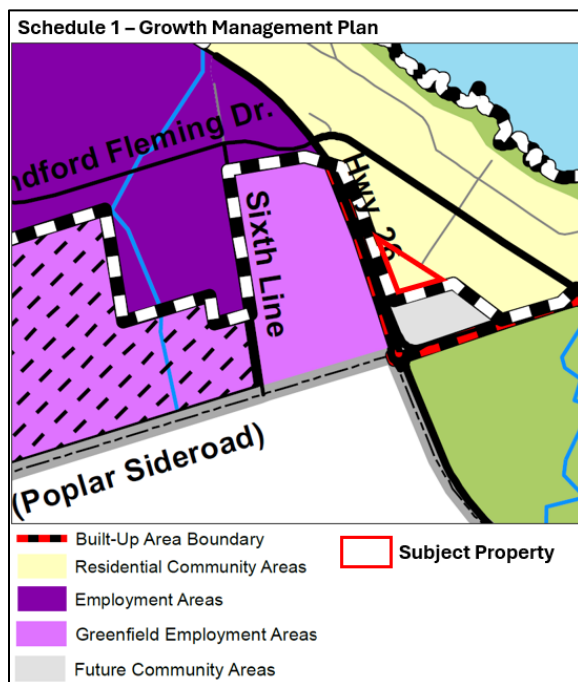 Schedule 1 – Growth Management Plan
ndford Fleming Dr.
Hwy. 26
Sixth Line
(Poplar Sideroad)
Built-Up Area Boundary
Residential Community Areas
Subject Property
Employment Areas
Greenfield Employment Areas
Future Community Areas